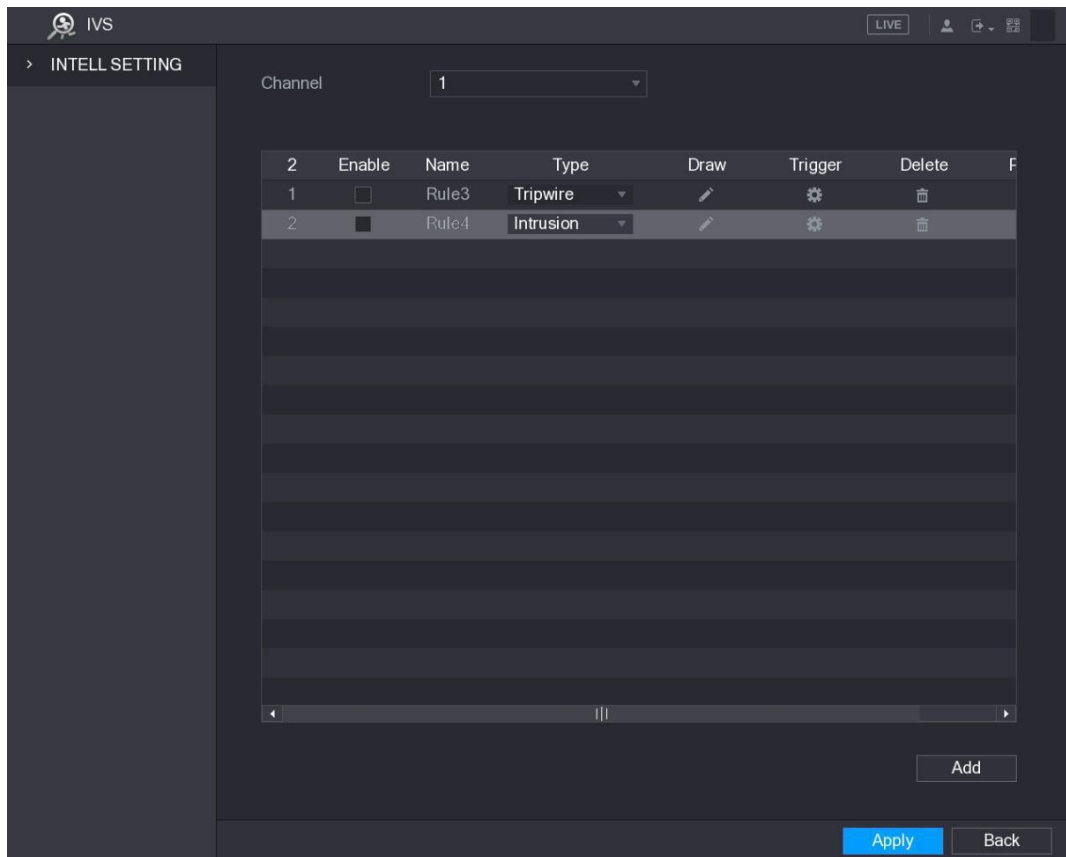 IVS LIVE
INTELL SETTING
Channel 1
2 Enable Name Type Draw Trigger Delete
1 Rule3 Tripwire
2 Rule4 Intrusion
Add
Apply Back